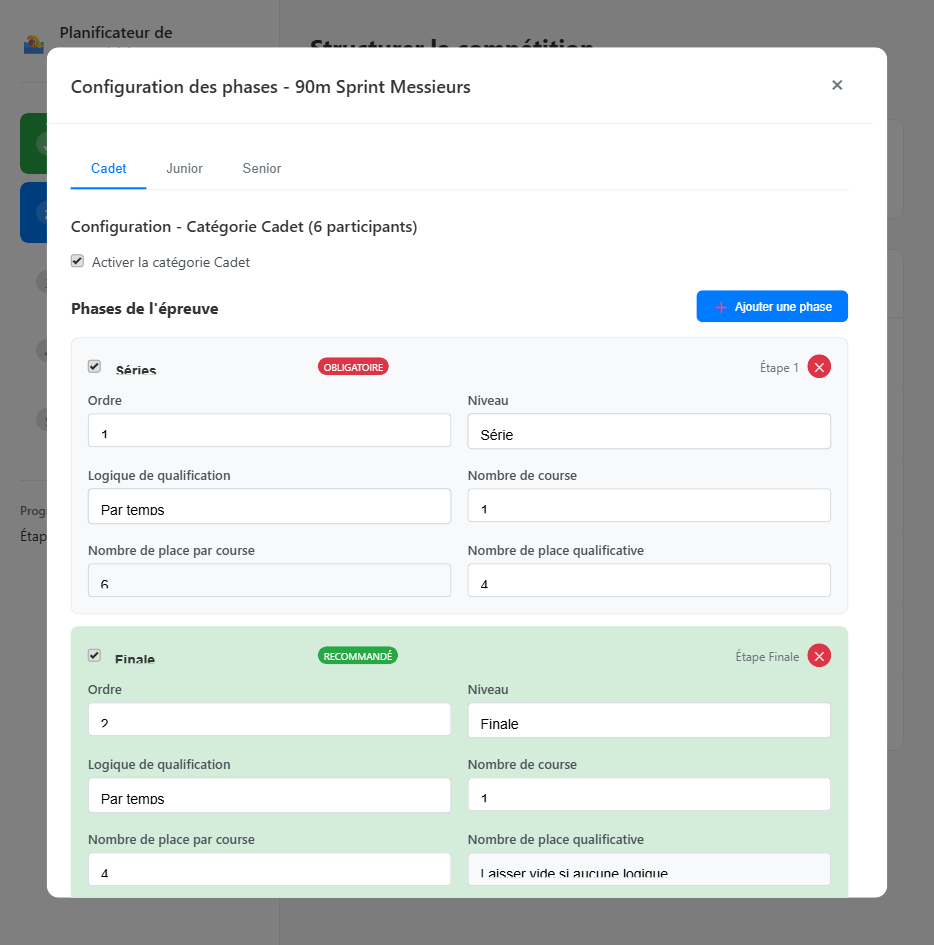 Planificateur de
Structurer la compétition
Configuration des phases - 90m Sprint Messieurs
×
Cadet Junior Senior
Configuration - Catégorie Cadet (6 participants)
Activer la catégorie Cadet
Phases de l'épreuve
+ Ajouter une phase
Séries OBLIGATOIRE Étape 1
Ordre Niveau
1 Série
Logique de qualification Nombre de course
Par temps 1
Nombre de place par course Nombre de place qualificative
6 4
Finale RECOMMANDÉ Étape Finale
Ordre Niveau
2 Finale
Logique de qualification Nombre de course
Par temps 1
Nombre de place par course Nombre de place qualificative
4 Laisser vide si aucune logique
Prog
Étap